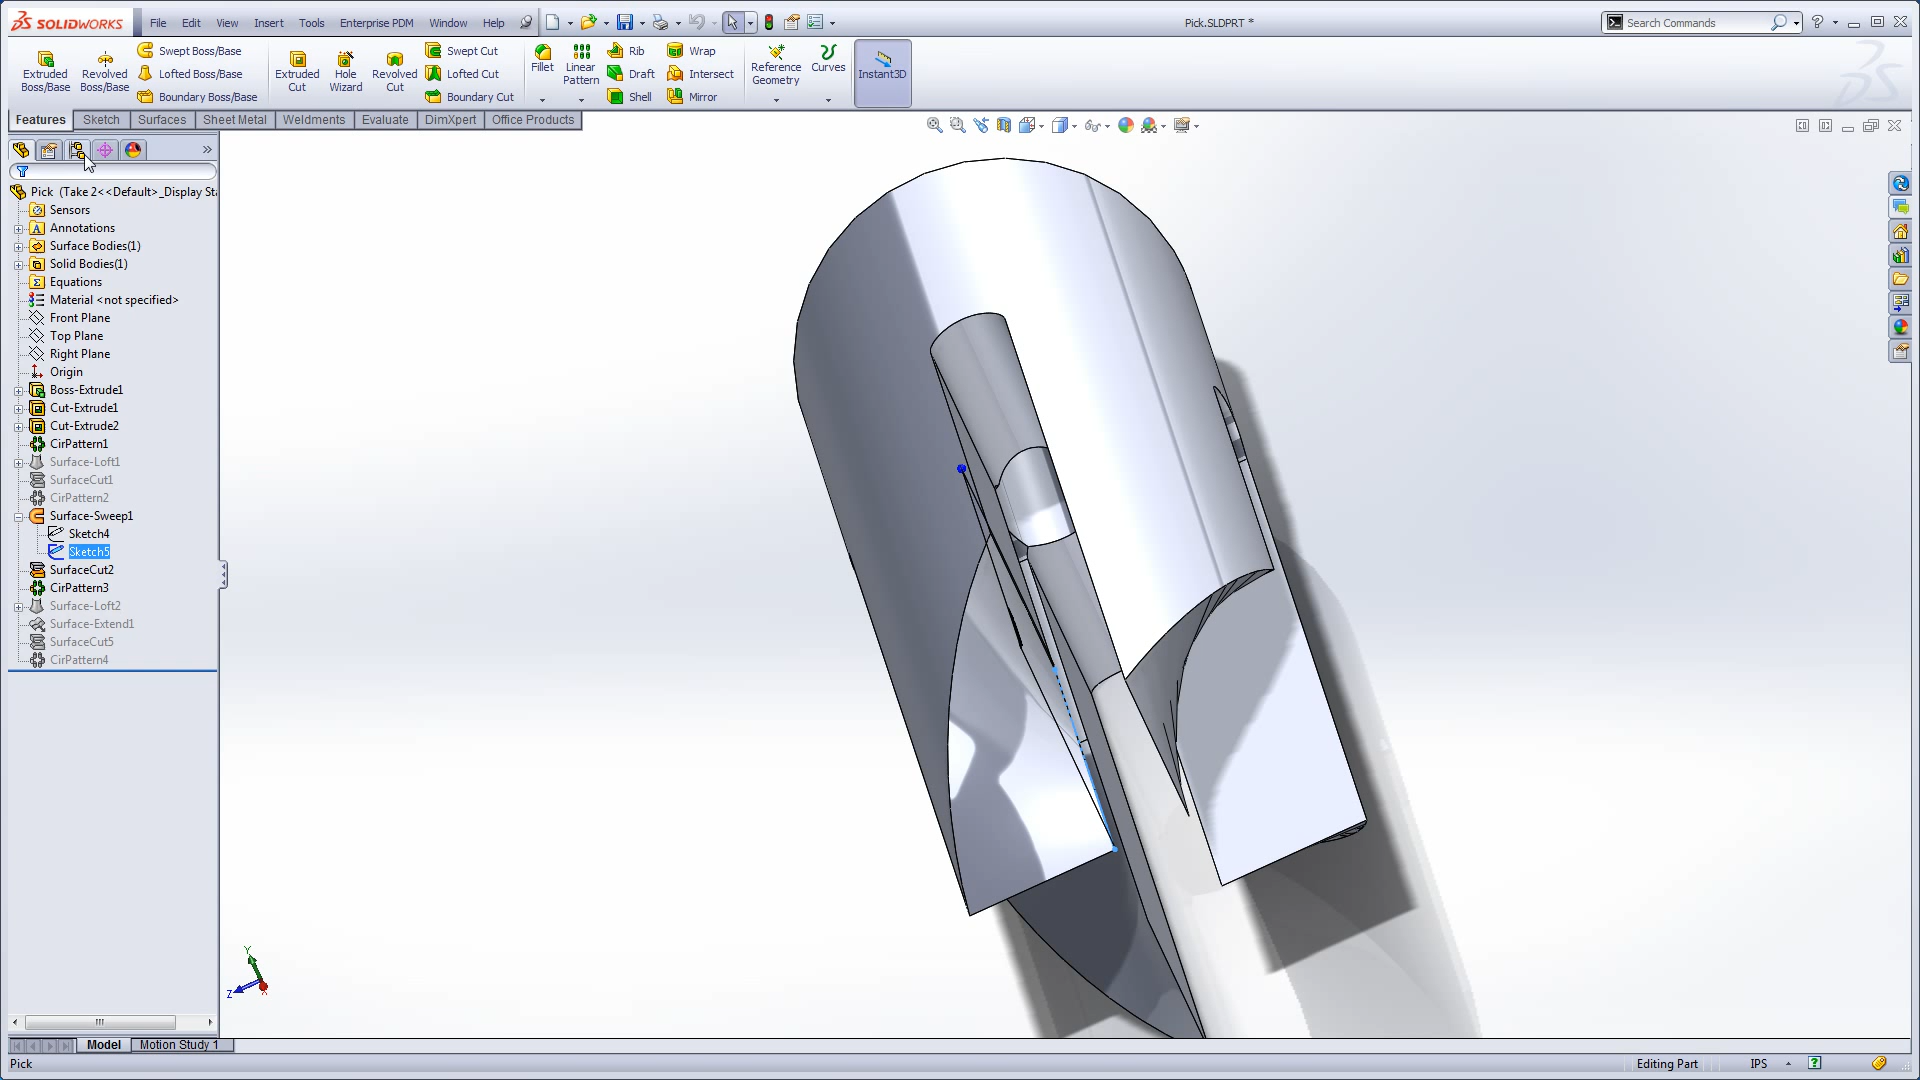 SOLIDWORKS File Edit View Insert Tools Enterprise PDM Window Help Pick.SLDPRT * Search Commands
Extruded Boss/Base
Revolved Boss/Base
Swept Boss/Base
Lofted Boss/Base
Boundary Boss/Base
Extruded Cut
Hole Wizard
Revolved Cut
Swept Cut
Lofted Cut
Boundary Cut
Fillet
Linear Pattern
Rib
Draft
Shell
Wrap
Intersect
Mirror
Reference Geometry
Curves
Instant3D
Features Sketch Surfaces Sheet Metal Weldments Evaluate DimXpert Office Products
Pick (Take 2<<Default>_Display Sta
Sensors
Annotations
Surface Bodies(1)
Solid Bodies(1)
Equations
Material <not specified>
Front Plane
Top Plane
Right Plane
Origin
Boss-Extrude1
Cut-Extrude1
Cut-Extrude2
CirPattern1
Surface-Loft1
SurfaceCut1
CirPattern2
Surface-Sweep1
Sketch4
Sketch5
SurfaceCut2
CirPattern3
Surface-Loft2
Surface-Extend1
SurfaceCut5
CirPattern4
Y
Z
X
Model Motion Study 1
Pick Editing Part IPS